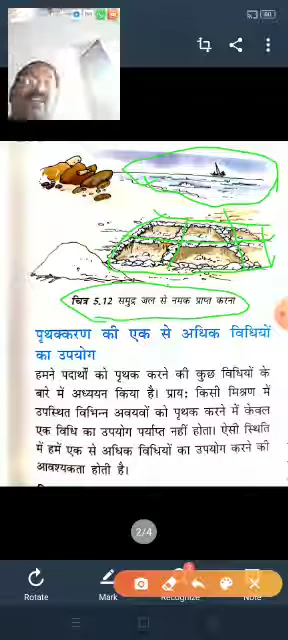 चित्र 5.12 समुद्र जल से नमक प्राप्त करना
पृथक्करण की एक से अधिक विधियों
का उपयोग
हमने पदार्थों को पृथक करने की कुछ विधियों के
बारे में अध्ययन किया है। प्राय: किसी मिश्रण में
उपस्थित विभिन्न अवयवों को पृथक करने में केवल
एक विधि का उपयोग पर्याप्त नहीं होता। ऐसी स्थिति
में हमें एक से अधिक विधियों का उपयोग करने की
आवश्यकता होती है।
2/4
Rotate
Mark
Recognize
Note